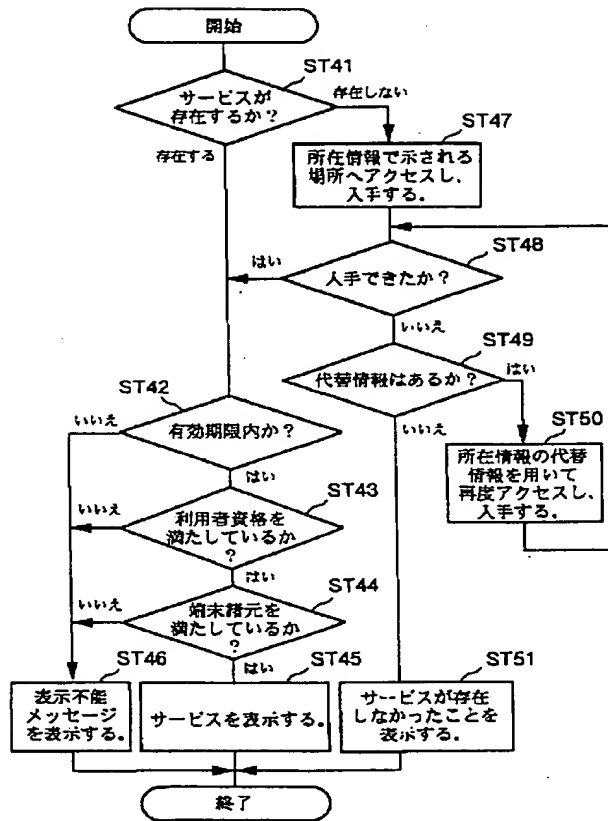 開始
ST41
サービスが
存在するか？
存在しない
存在する
ST47
所在情報で示される
場所へアクセスし、
入手する。
ST48
はい
入手できたか？
いいえ
ST49
代替情報はあるか？
はい
いいえ
ST42
いいえ
有効期限内か？
はい
ST50
所在情報の代替
情報を用いて
再度アクセスし、
入手する。
ST43
いいえ
利用者資格を
満たしているか
？
はい
ST44
いいえ
端末諸元を
満たしているか
？
はい
ST46
表示不能
メッセージ
を表示する。
ST45
サービスを表示する。
ST51
サービスが存在
しなかったことを
表示する。
終了